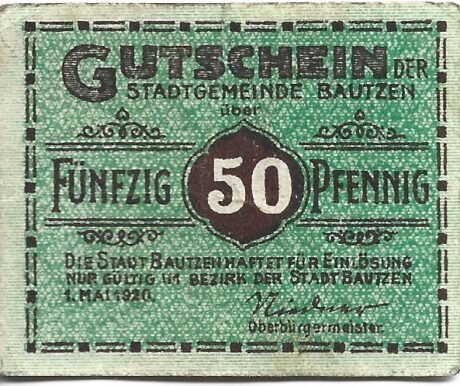 GUTSCHEIN DER
STADTGEMEINDE BAUTZEN
über
FÜNFZIG 50 PFENNIG
DIE STADT BAUTZEN HAFTET FÜR EINLÖSUNG
NUR GÜLTIG IM BEZIRK DER STADT BAUTZEN
1. MAI 1920.
Niedner
Oberbürgermeister.